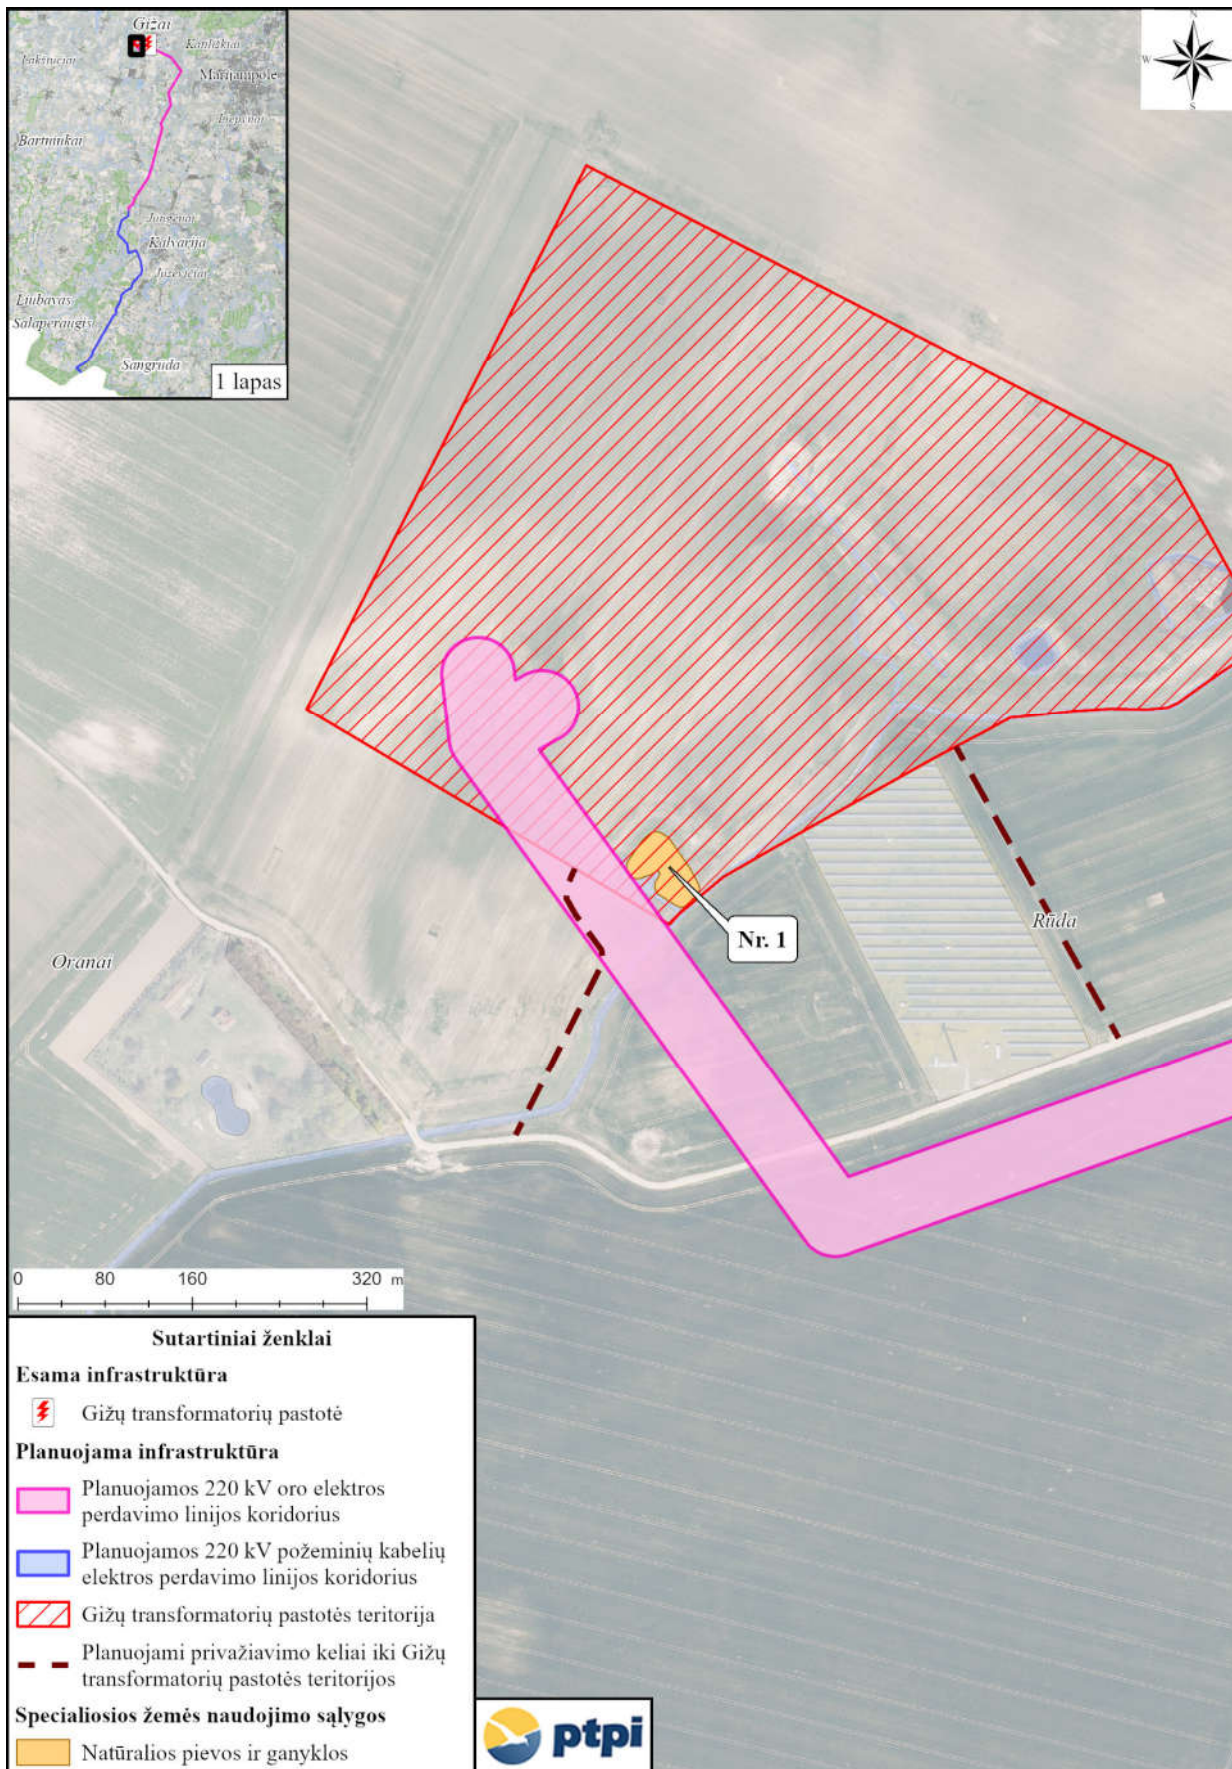 Gižai
Marijampolė
Bartninkai
Kalvarija
Liubavas
Salaperaugis
Sangrūda
1 lapas
N
W
S
Nr. 1
Rūda
Oranai
0 80 160 320 m
Sutartiniai ženklai
Esama infrastruktūra
Gižų transformatorių pastotė
Planuojama infrastruktūra
Planuojamos 220 kV oro elektros
perdavimo linijos koridorius
Planuojamos 220 kV požeminių kabelių
elektros perdavimo linijos koridorius
Gižų transformatorių pastotės teritorija
Planuojami privažiavimo keliai iki Gižų
transformatorių pastotės teritorijos
Specialiosios žemės naudojimo sąlygos
Natūralios pievos ir ganyklos
ptpi